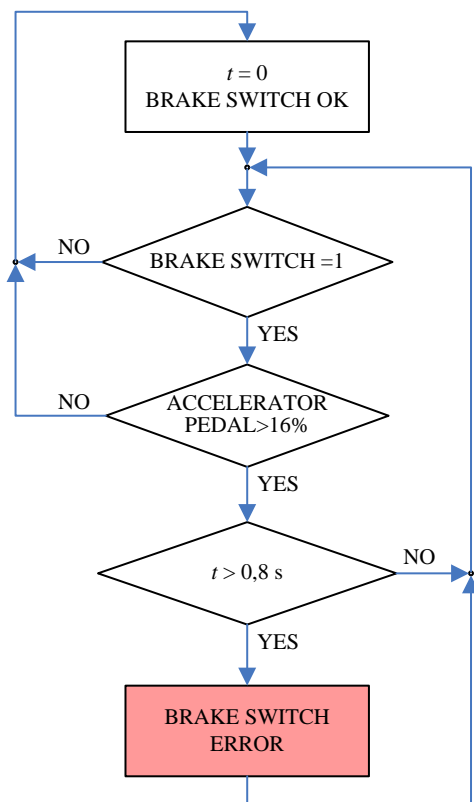 t = 0
BRAKE SWITCH OK
NO
BRAKE SWITCH =1
YES
NO
ACCELERATOR
PEDAL>16%
YES
t > 0,8 s
NO
YES
BRAKE SWITCH
ERROR